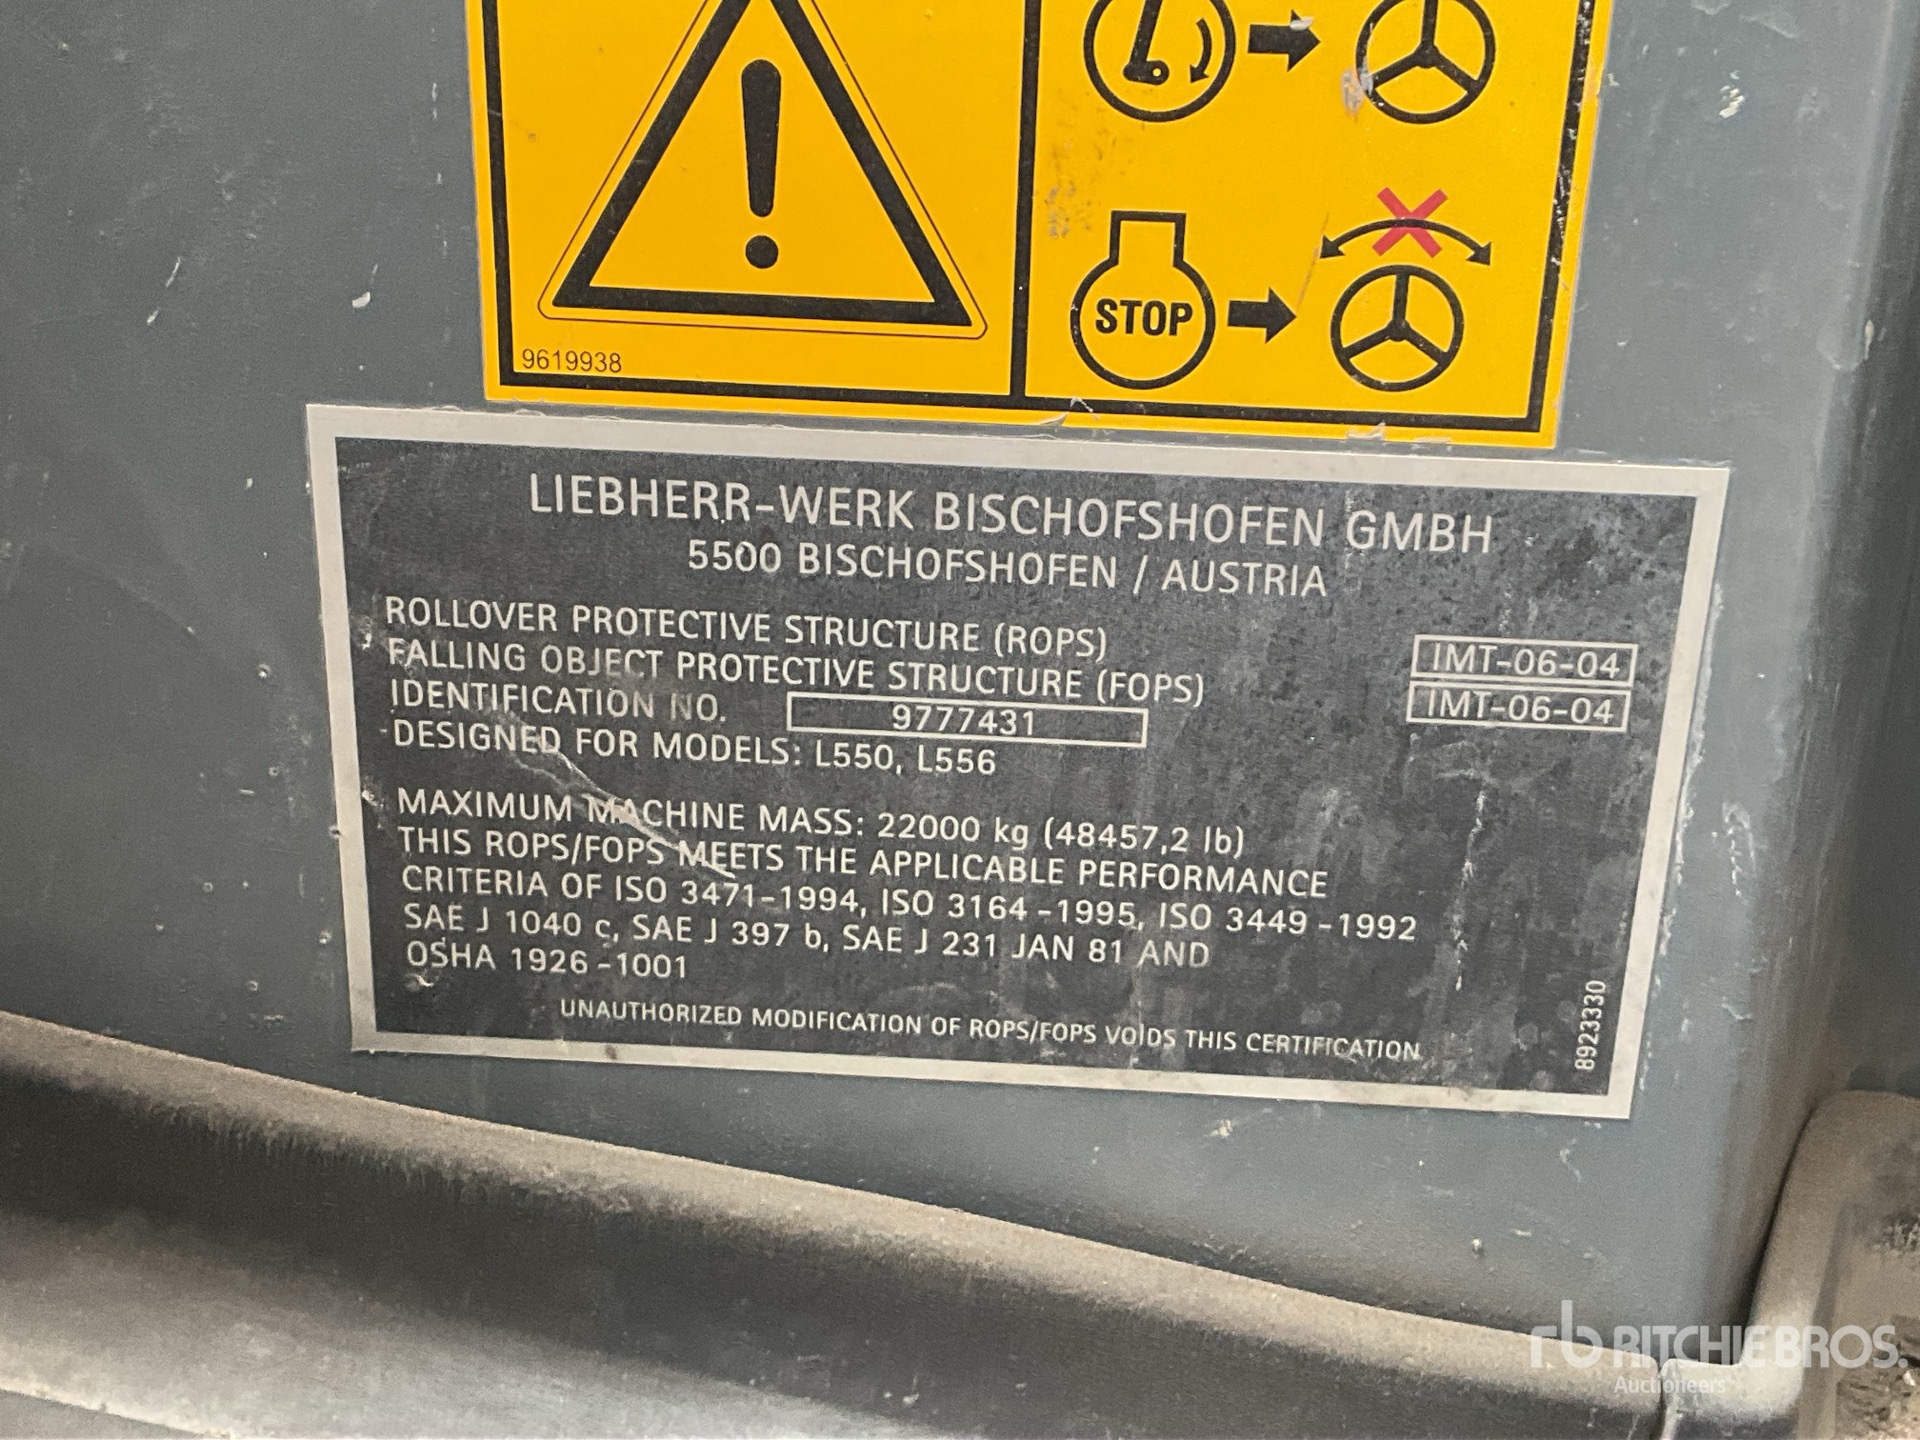 STOP
9619938
LIEBHERR-WERK BISCHOFSHOFEN GMBH
5500 BISCHOFSHOFEN / AUSTRIA
ROLLOVER PROTECTIVE STRUCTURE (ROPS) IMT-06-04
FALLING OBJECT PROTECTIVE STRUCTURE (FOPS) IMT-06-04
IDENTIFICATION NO. 9777431
DESIGNED FOR MODELS: L550, L556
MAXIMUM MACHINE MASS: 22000 kg (48457,2 lb)
THIS ROPS/FOPS MEETS THE APPLICABLE PERFORMANCE
CRITERIA OF ISO 3471-1994, ISO 3164-1995, ISO 3449-1992
SAE J 1040 c, SAE J 397 b, SAE J 231 JAN 81 AND
OSHA 1926-1001
UNAUTHORIZED MODIFICATION OF ROPS/FOPS VOIDS THIS CERTIFICATION
8923330
rb RITCHIE BROS.
Auctioneers